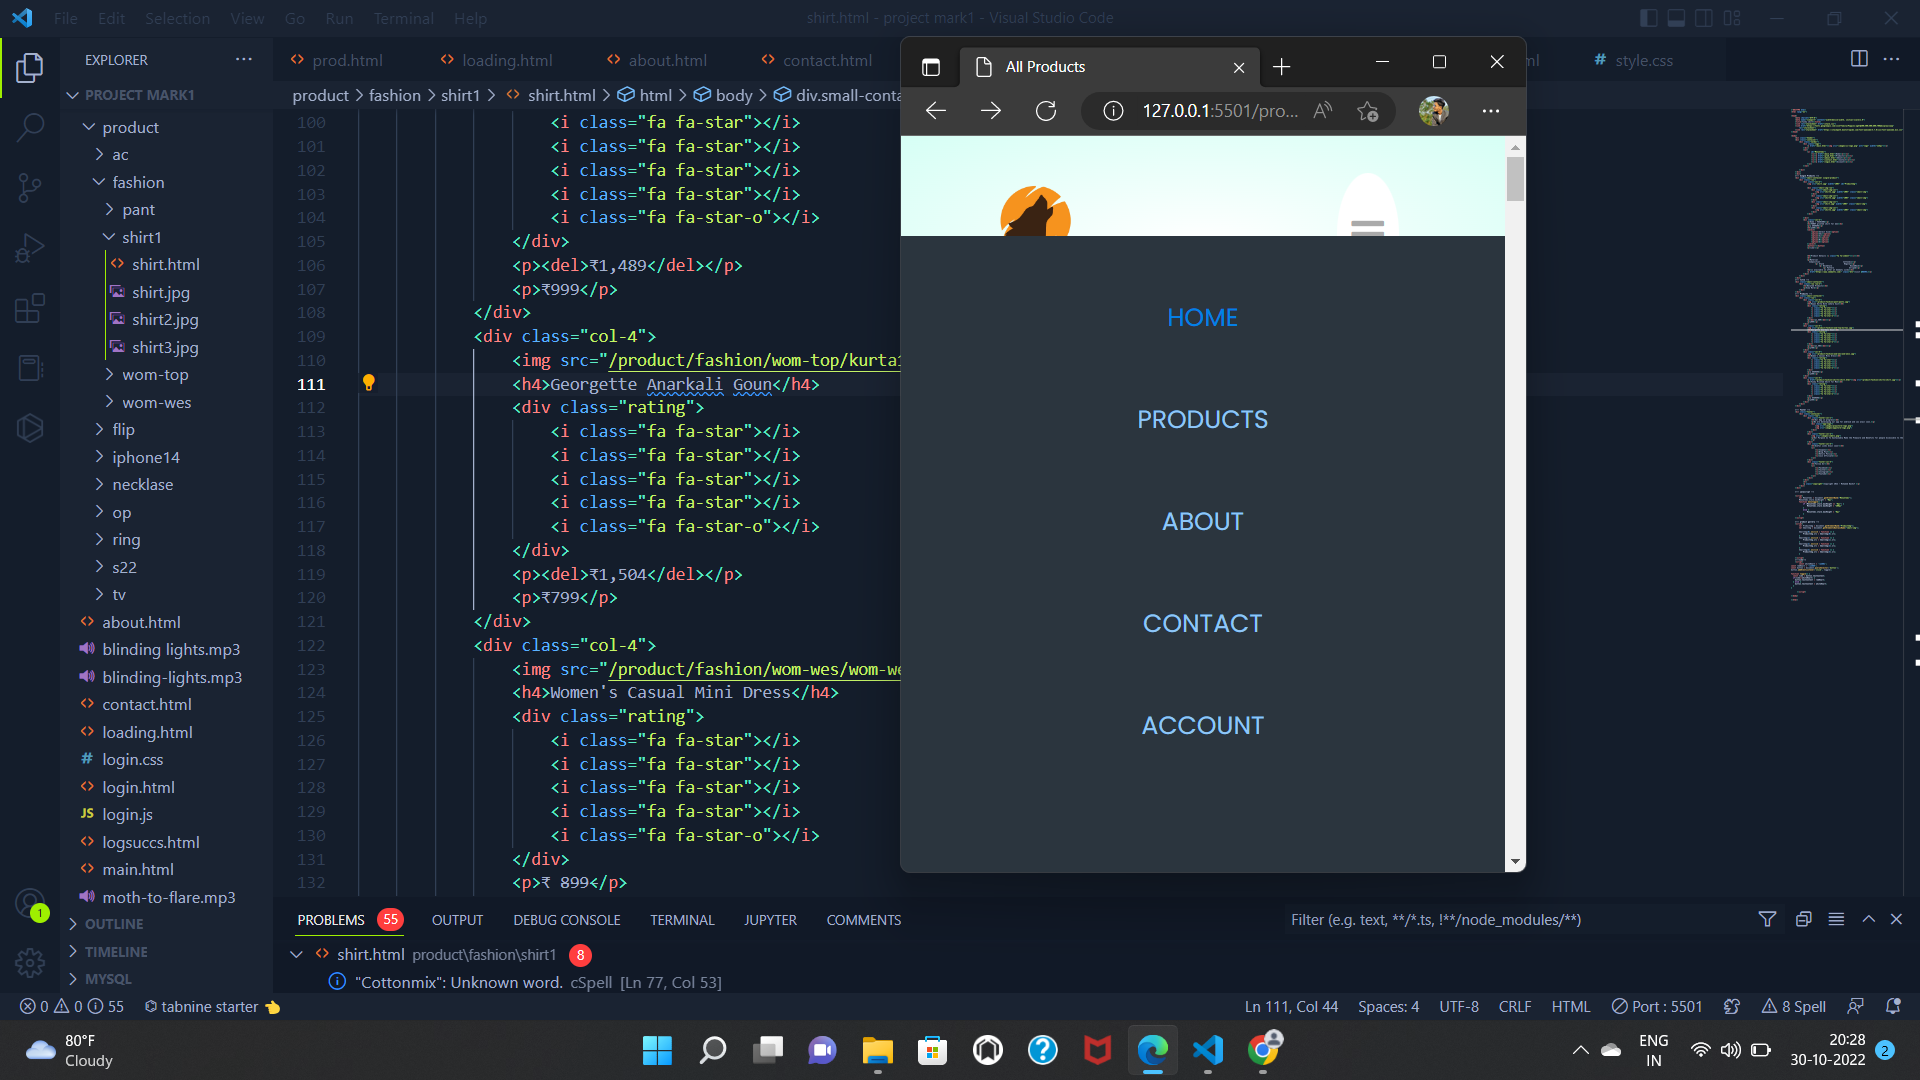 File Edit Selection View Go Run Terminal Help
shirt.html - project mark1 - Visual Studio Code
EXPLORER
PROJECT MARK1
product
ac
fashion
pant
shirt1
shirt.html
shirt.jpg
shirt2.jpg
shirt3.jpg
wom-top
wom-wes
flip
iphone14
necklase
op
ring
s22
tv
about.html
blinding lights.mp3
blinding-lights.mp3
contact.html
loading.html
login.css
login.html
login.js
logsuccs.html
main.html
moth-to-flare.mp3
OUTLINE
TIMELINE
MYSQL
prod.html loading.html about.html contact.html style.css
product > fashion > shirt1 > shirt.html > html > body > div.small-conta
100 <i class="fa fa-star"></i>
101 <i class="fa fa-star"></i>
102 <i class="fa fa-star"></i>
103 <i class="fa fa-star"></i>
104 <i class="fa fa-star-o"></i>
105 </div>
106 <p><del>₹1,489</del></p>
107 <p>₹999</p>
108 </div>
109 <div class="col-4">
110 <img src="/product/fashion/wom-top/kurta1
111 <h4>Georgette Anarkali Goun</h4>
112 <div class="rating">
113 <i class="fa fa-star"></i>
114 <i class="fa fa-star"></i>
115 <i class="fa fa-star"></i>
116 <i class="fa fa-star"></i>
117 <i class="fa fa-star-o"></i>
118 </div>
119 <p><del>₹1,504</del></p>
120 <p>₹799</p>
121 </div>
122 <div class="col-4">
123 <img src="/product/fashion/wom-wes/wom-we
124 <h4>Women's Casual Mini Dress</h4>
125 <div class="rating">
126 <i class="fa fa-star"></i>
127 <i class="fa fa-star"></i>
128 <i class="fa fa-star"></i>
129 <i class="fa fa-star"></i>
130 <i class="fa fa-star-o"></i>
131 </div>
132 <p>₹ 899</p>
All Products
127.0.0.1:5501/pro...
HOME
PRODUCTS
ABOUT
CONTACT
ACCOUNT
PROBLEMS 55 OUTPUT DEBUG CONSOLE TERMINAL JUPYTER COMMENTS
Filter (e.g. text, **/*.ts, !**/node_modules/**)
shirt.html product\fashion\shirt1 8
"Cottonmix": Unknown word. cSpell [Ln 77, Col 53]
1
0 0 55 tabnine starter
Ln 111, Col 44 Spaces: 4 UTF-8 CRLF HTML Port : 5501 8 Spell
80°F
Cloudy
ENG
IN
20:28
30-10-2022
2